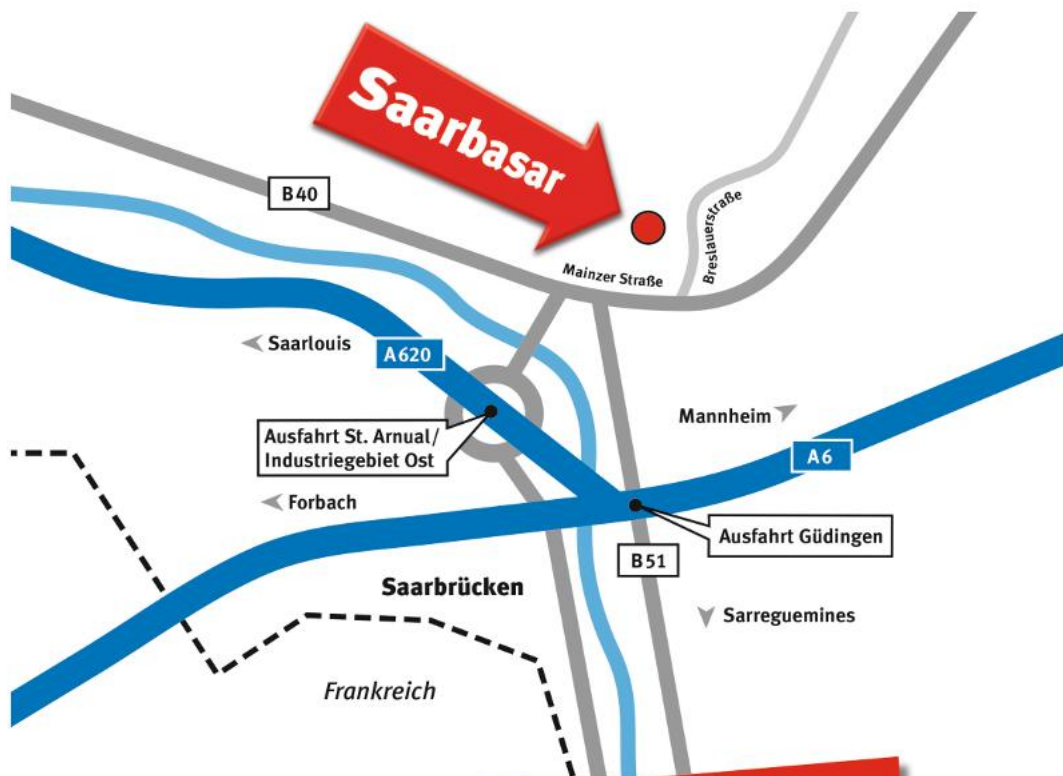 Saarbasar
B40
Breslauerstraße
Mainzer Straße
Saarlouis
A620
Mannheim
Ausfahrt St. Arnual/
Industriegebiet Ost
A6
Forbach
Ausfahrt Güdingen
B51
Saarbrücken
Sarreguemines
Frankreich